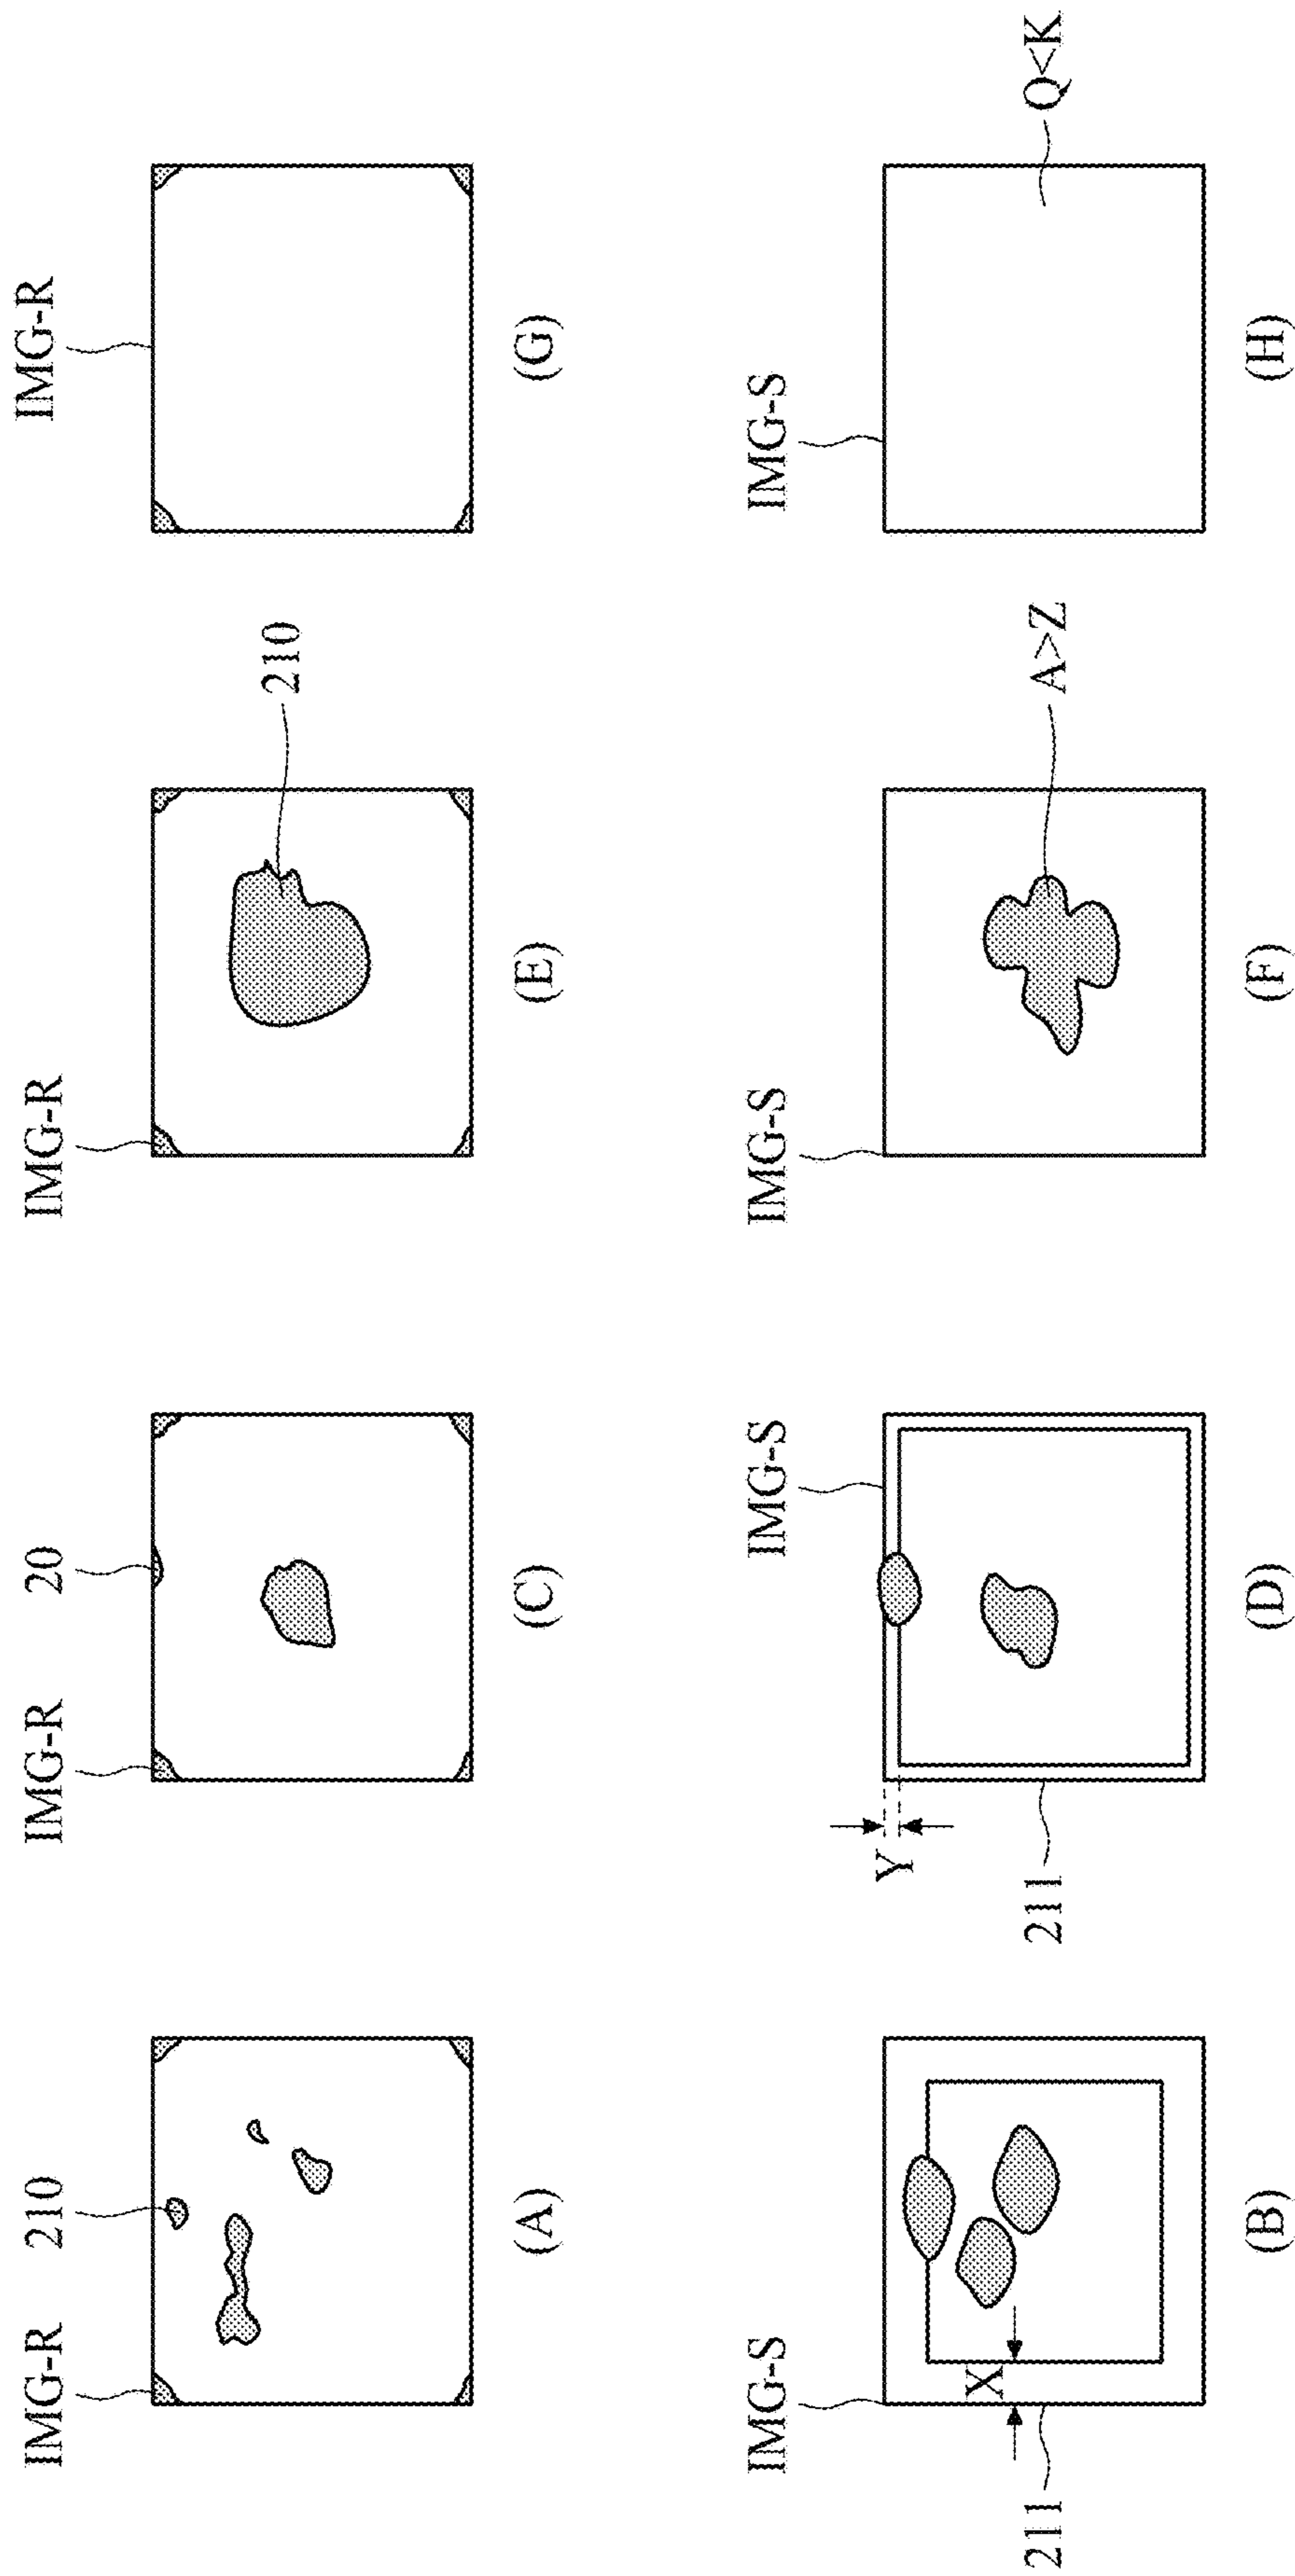 IMG-R
210
IMG-R
20
IMG-R
IMG-R
210
(A)
(C)
(E)
(G)
IMG-S
IMG-S
IMG-S
IMG-S
Y
X
211
211
A>Z
Q<K
(B)
(D)
(F)
(H)